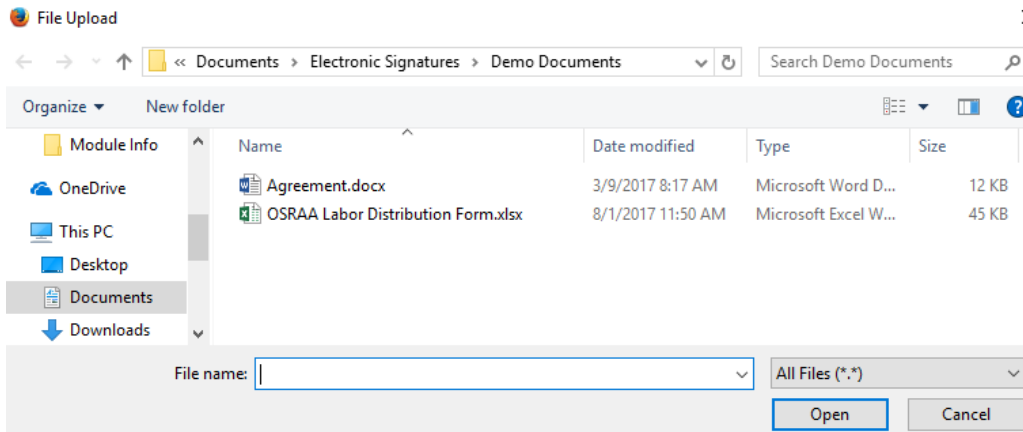 File Upload
« Documents > Electronic Signatures > Demo Documents
Search Demo Documents
Organize
New folder
Module Info
OneDrive
This PC
Desktop
Documents
Downloads
Name Date modified Type Size
Agreement.docx 3/9/2017 8:17 AM Microsoft Word D... 12 KB
OSRAA Labor Distribution Form.xlsx 8/1/2017 11:50 AM Microsoft Excel W... 45 KB
File name:
All Files (*.*)
Open
Cancel